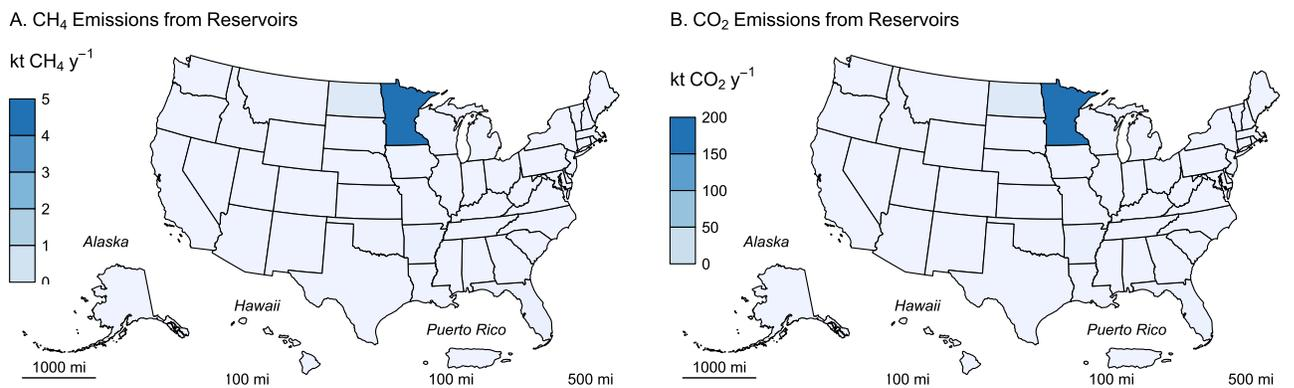 A. CH₄ Emissions from Reservoirs
kt CH₄ y⁻¹
5
4
3
2
1
0
Alaska
Hawaii
Puerto Rico
1000 mi
100 mi
100 mi
500 mi
B. CO₂ Emissions from Reservoirs
kt CO₂ y⁻¹
200
150
100
50
0
Alaska
Hawaii
Puerto Rico
1000 mi
100 mi
100 mi
500 mi